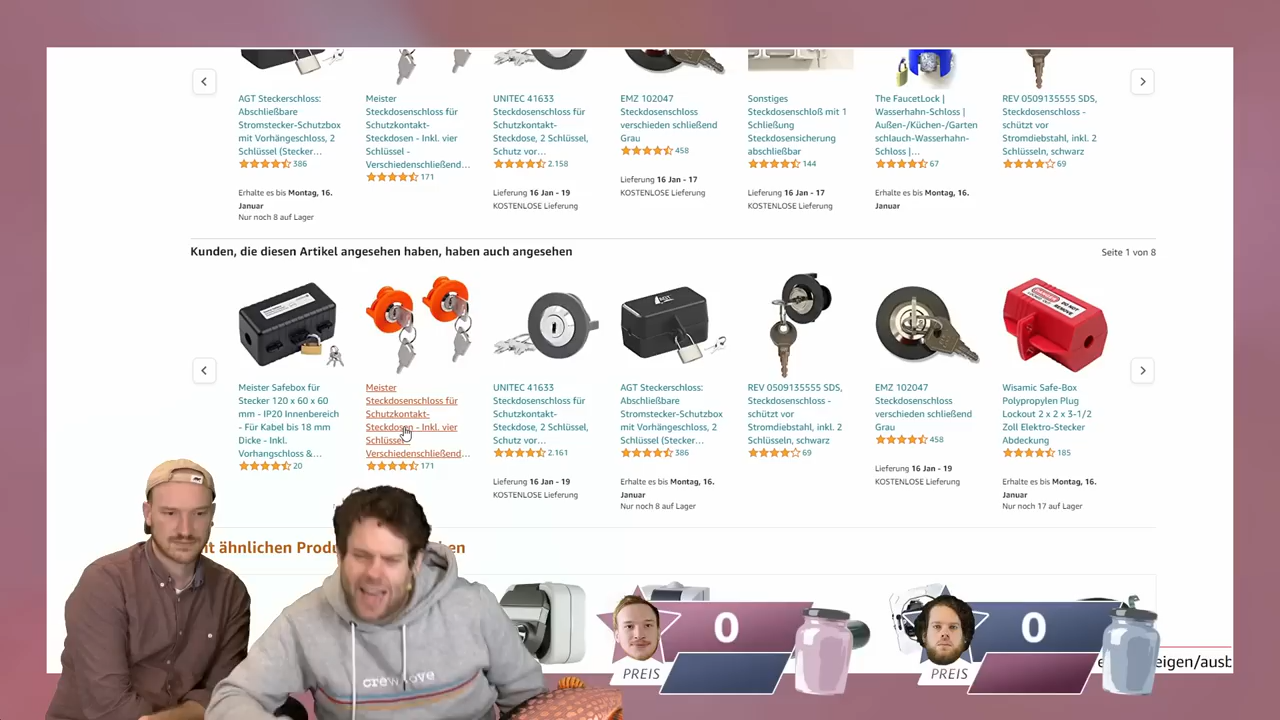 AGT Steckerschloss:
Abschließbare
Stromstecker-Schutzbox
mit Vorhängeschloss, 2
Schlüssel (Stecker...
386
Erhalte es bis Montag, 16.
Januar
Nur noch 8 auf Lager
Meister
Steckdosenschloss für
Schutzkontakt-
Steckdosen - Inkl. vier
Schlüssel -
Verschiedenschließend...
171
UNITEC 41633
Steckdosenschloss für
Schutzkontakt-
Steckdose, 2 Schlüssel,
Schutz vor...
2.158
Lieferung 16 Jan - 19
KOSTENLOSE Lieferung
EMZ 102047
Steckdosenschloss
verschieden schließend
Grau
458
Lieferung 16 Jan - 17
KOSTENLOSE Lieferung
Sonstiges
Steckdosenschloß mit 1
Schließung
Steckdosensicherung
abschließbar
144
Lieferung 16 Jan - 17
KOSTENLOSE Lieferung
The FaucetLock |
Wasserhahn-Schloss |
Außen-/Küchen-/Garten
schlauch-Wasserhahn-
Schloss |...
67
Erhalte es bis Montag, 16.
Januar
REV 0509135555 SDS,
Steckdosenschloss -
schützt vor
Stromdiebstahl, inkl. 2
Schlüsseln, schwarz
69
Kunden, die diesen Artikel angesehen haben, haben auch angesehen
Seite 1 von 8
Meister Safebox für
Stecker 120 x 60 x 60
mm - IP20 Innenbereich
- Für Kabel bis 18 mm
Dicke - Inkl.
Vorhangschloss &...
20
Meister
Steckdosenschloss für
Schutzkontakt-
Steckdosen - Inkl. vier
Schlüssel -
Verschiedenschließend...
171
UNITEC 41633
Steckdosenschloss für
Schutzkontakt-
Steckdose, 2 Schlüssel,
Schutz vor...
2.161
Lieferung 16 Jan - 19
KOSTENLOSE Lieferung
AGT
AGT Steckerschloss:
Abschließbare
Stromstecker-Schutzbox
mit Vorhängeschloss, 2
Schlüssel (Stecker...
386
Erhalte es bis Montag, 16.
Januar
Nur noch 8 auf Lager
REV 0509135555 SDS,
Steckdosenschloss -
schützt vor
Stromdiebstahl, inkl. 2
Schlüsseln, schwarz
69
EMZ 102047
Steckdosenschloss
verschieden schließend
Grau
458
Lieferung 16 Jan - 19
KOSTENLOSE Lieferung
DANGER
Wisamic Safe-Box
Polypropylen Plug
Lockout 2 x 2 x 3-1/2
Zoll Elektro-Stecker
Abdeckung
185
Erhalte es bis Montag, 16.
Januar
Nur noch 17 auf Lager
t ähnlichen Produ en
crew love
0
PREIS
0
PREIS
eigen/ausb